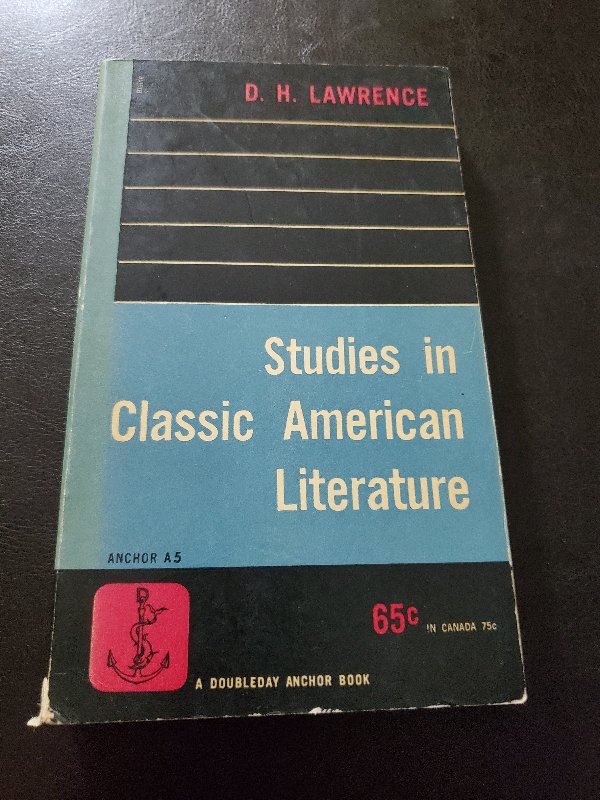 D. H. LAWRENCE
Studies in
Classic American
Literature
ANCHOR A5
65c IN CANADA 75c
A DOUBLEDAY ANCHOR BOOK